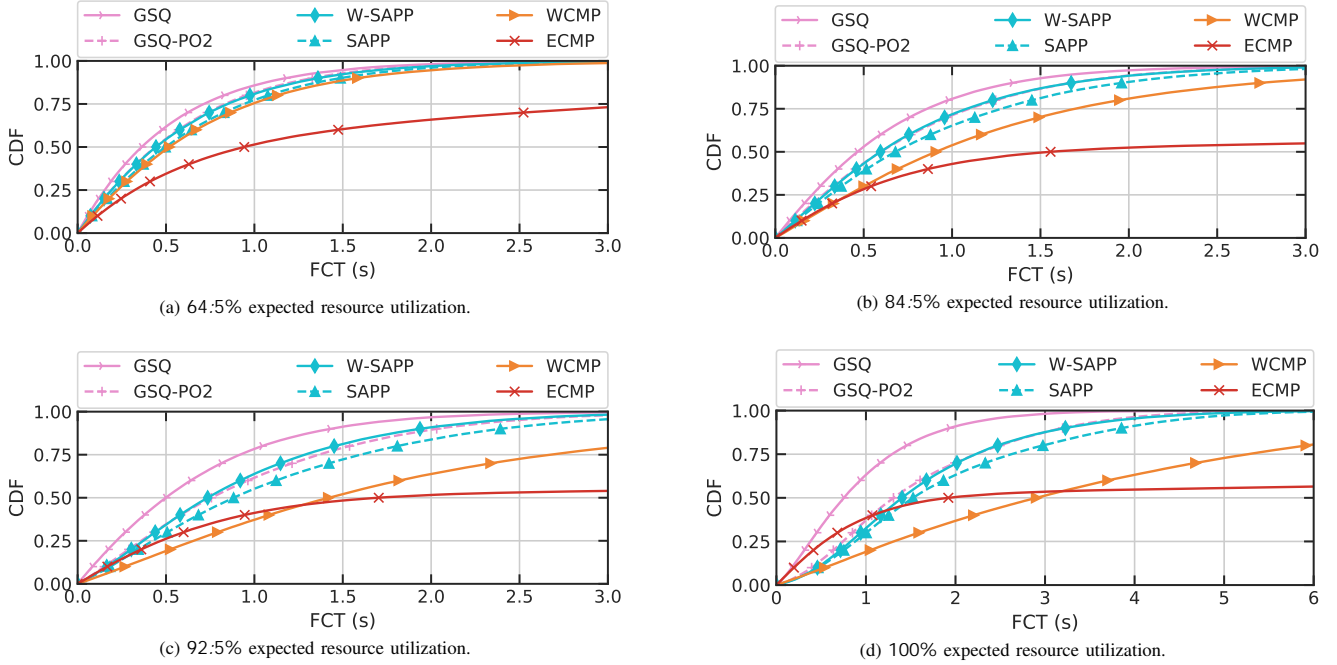 GSQ W-SAPP WCMP
GSQ-PO2 SAPP ECMP
1.00
0.75
0.50
0.25
0.00
CDF
0.0 0.5 1.0 1.5 2.0 2.5 3.0
FCT (s)
(a) 64:5% expected resource utilization.
GSQ W-SAPP WCMP
GSQ-PO2 SAPP ECMP
1.00
0.75
0.50
0.25
0.00
CDF
0.0 0.5 1.0 1.5 2.0 2.5 3.0
FCT (s)
(b) 84:5% expected resource utilization.
GSQ W-SAPP WCMP
GSQ-PO2 SAPP ECMP
1.00
0.75
0.50
0.25
0.00
CDF
0.0 0.5 1.0 1.5 2.0 2.5 3.0
FCT (s)
(c) 92:5% expected resource utilization.
GSQ W-SAPP WCMP
GSQ-PO2 SAPP ECMP
1.00
0.75
0.50
0.25
0.00
CDF
0 1 2 3 4 5 6
FCT (s)
(d) 100% expected resource utilization.